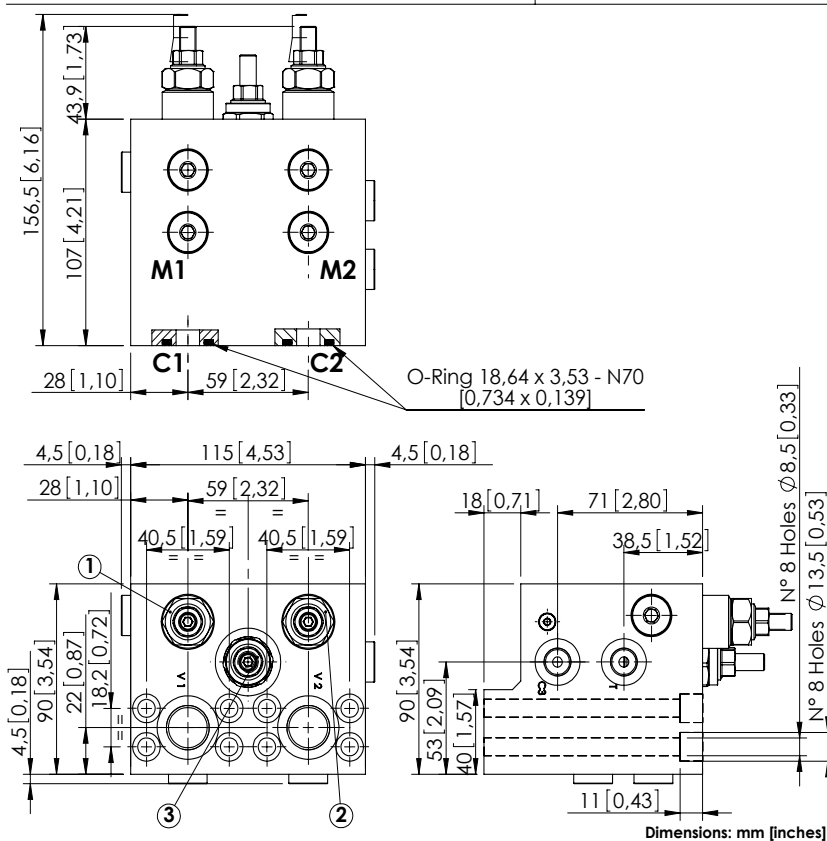 43,9 [1,73]
156,5 [6,16]
107 [4,21]
M1
M2
C1
C2
28 [1,10]
59 [2,32]
O-Ring 18,64 x 3,53 - N70
[0,734 x 0,139]
4,5 [0,18]
115 [4,53]
4,5 [0,18]
28 [1,10]
59 [2,32]
= =
40,5 [1,59]
= =
40,5 [1,59]
= =
1
90 [3,54]
22 [0,87]
18,2 [0,72]
= =
4,5 [0,18]
V1
V2
3
2
18 [0,71]
71 [2,80]
38,5 [1,52]
90 [3,54]
53 [2,09]
40 [1,57]
T
11 [0,43]
N° 8 Holes Ø8,5 [0,33]
N° 8 Holes Ø13,5 [0,53]
Dimensions: mm [inches]